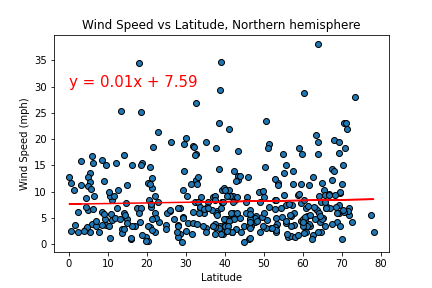 Wind Speed vs Latitude, Northern hemisphere
35
30
25
20
15
10
5
0
Wind Speed (mph)
y = 0.01x + 7.59
0 10 20 30 40 50 60 70 80
Latitude